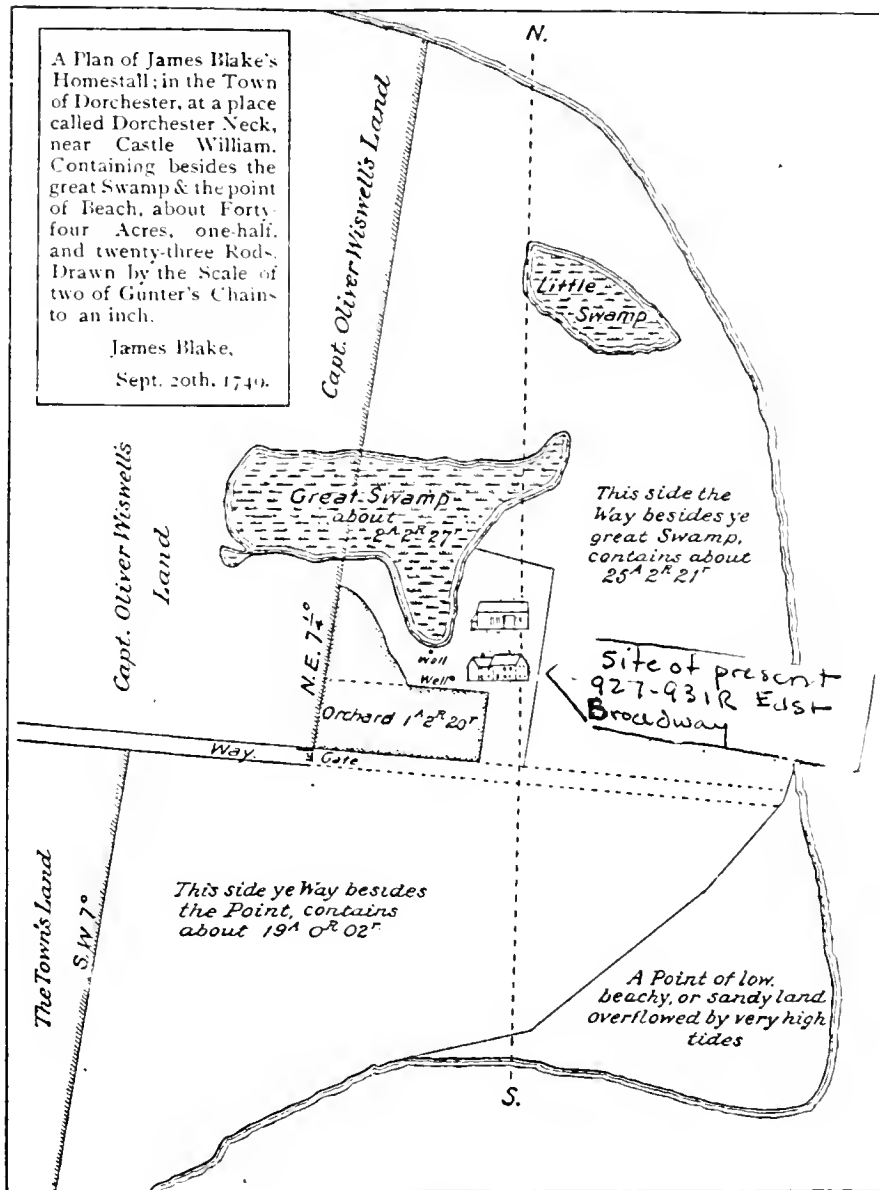 A Plan of James Blake's
Homestall; in the Town
of Dorchester, at a place
called Dorchester Neck,
near Castle William.
Containing besides the
great Swamp & the point
of Beach, about Forty-
four Acres, one-half,
and twenty-three Rods.
Drawn by the Scale of
two of Gunter's Chains
to an inch.
James Blake,
Sept. 20th, 1749.
N.
Capt. Oliver Wiswell's Land
Little
Swamp
Great Swamp
about
2ᴬ 2ᴿ 27ʳ
Capt. Oliver Wiswell's
Land
This side the
Way besides ye
great Swamp,
contains about
25ᴬ 2ᴿ 21ʳ
N.E. 7 1/4°
Well
Well
Site of present
927-931R East
Broadway
Orchard 1ᴬ 2ᴿ 20ʳ
Way.
Gate
The Town's Land
S.W 7°
This side ye Way besides
the Point, contains
about 19ᴬ 0ᴿ 02ʳ
A Point of low,
beachy, or sandy land
overflowed by very high
tides
S.